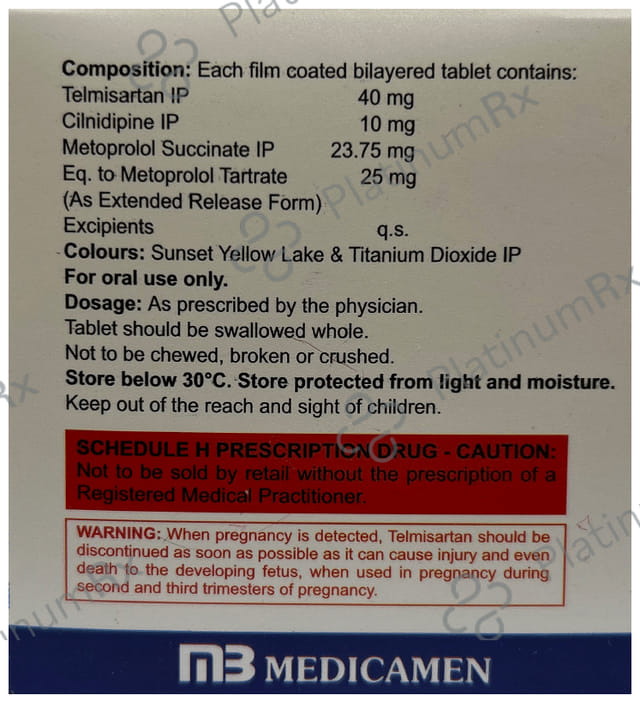 Composition: Each film coated bilayered tablet contains:
Telmisartan IP 40 mg
Cilnidipine IP 10 mg
Metoprolol Succinate IP 23.75 mg
Eq. to Metoprolol Tartrate 25 mg
(As Extended Release Form)
Excipients q.s.
Colours: Sunset Yellow Lake & Titanium Dioxide IP
For oral use only.
Dosage: As prescribed by the physician.
Tablet should be swallowed whole.
Not to be chewed, broken or crushed.
Store below 30°C. Store protected from light and moisture.
Keep out of the reach and sight of children.
SCHEDULE H PRESCRIPTION DRUG - CAUTION:
Not to be sold by retail without the prescription of a
Registered Medical Practitioner.
WARNING: When pregnancy is detected, Telmisartan should be
discontinued as soon as possible as it can cause injury and even
death to the developing fetus, when used in pregnancy during
second and third trimesters of pregnancy.
MB MEDICAMEN
PlatinumRx
PlatinumRx